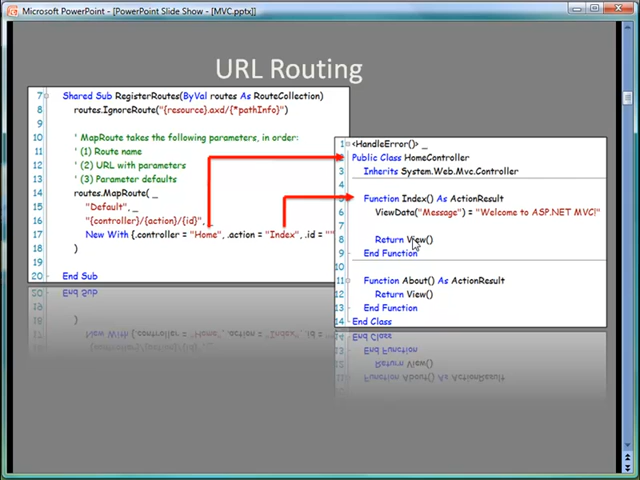 Microsoft PowerPoint - [PowerPoint Slide Show - [MVC.pptx]]
URL Routing
7 Shared Sub RegisterRoutes(ByVal routes As RouteCollection)
8 routes.IgnoreRoute("{resource}.axd/{*pathInfo}")
9
10 ' MapRoute takes the following parameters, in order:
11 ' (1) Route name
12 ' (2) URL with parameters
13 ' (3) Parameter defaults
14 routes.MapRoute( _
15 "Default", _
16 "{controller}/{action}/{id}",
17 New With {.controller = "Home", .action = "Index", .id = ""
18 )
19
20 End Sub
1 <HandleError()> _
Public Class HomeController
3 Inherits System.Web.Mvc.Controller
4
5 Function Index() As ActionResult
6 ViewData("Message") = "Welcome to ASP.NET MVC!"
7
8 Return View()
9 End Function
10
11 Function About() As ActionResult
12 Return View()
13 End Function
14 End Class